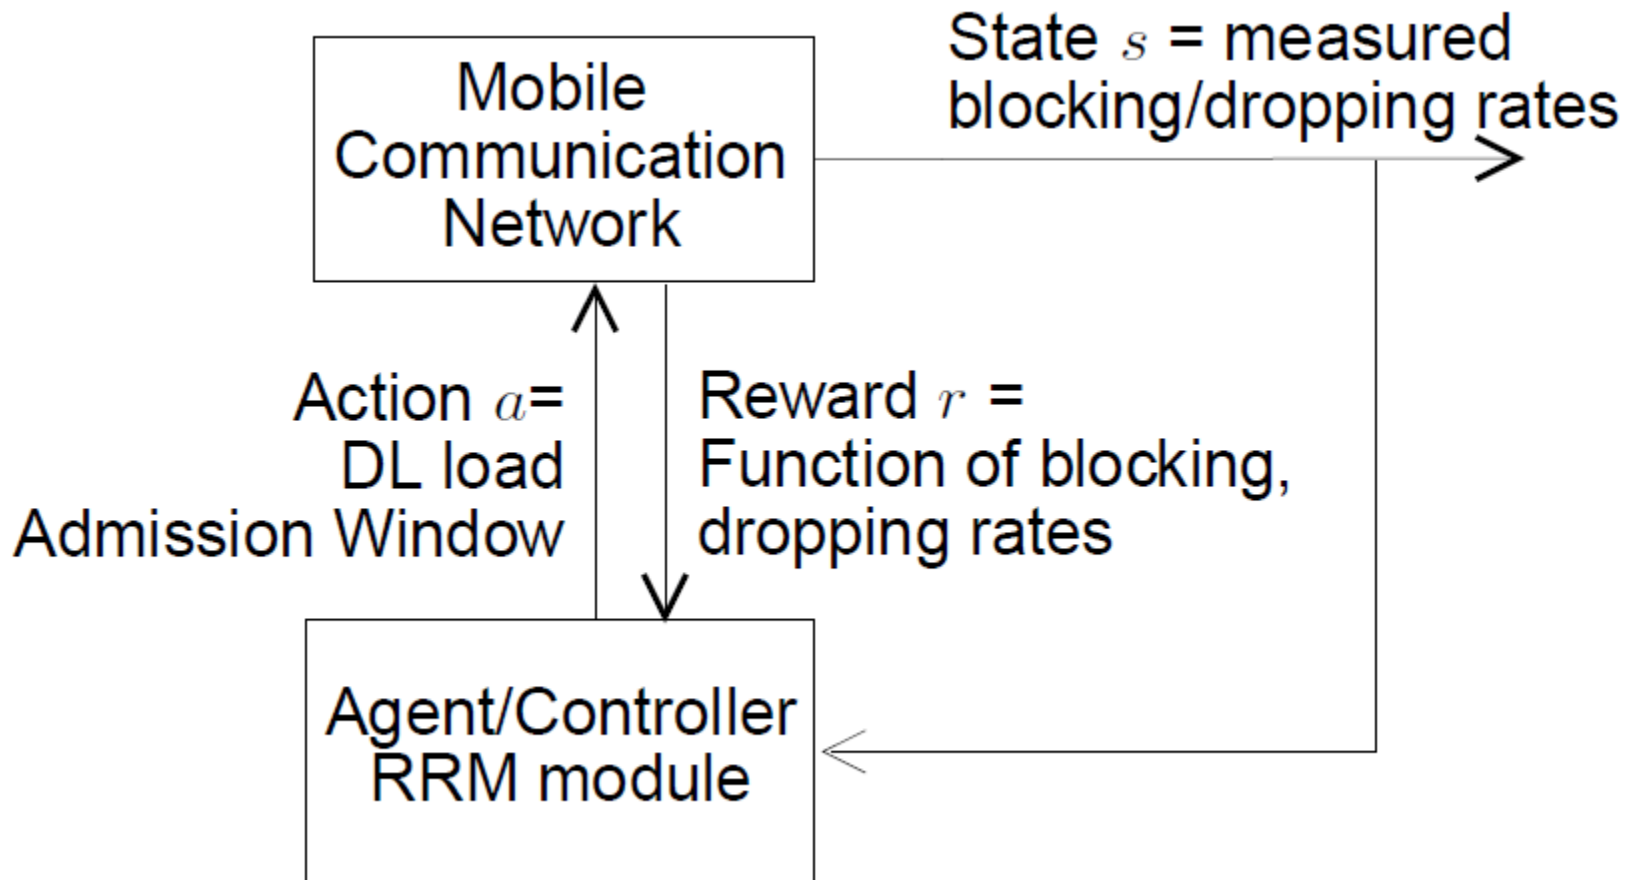 Mobile
Communication
Network
State s = measured
blocking/dropping rates
Action a=
DL load
Admission Window
Reward r =
Function of blocking,
dropping rates
Agent/Controller
RRM module